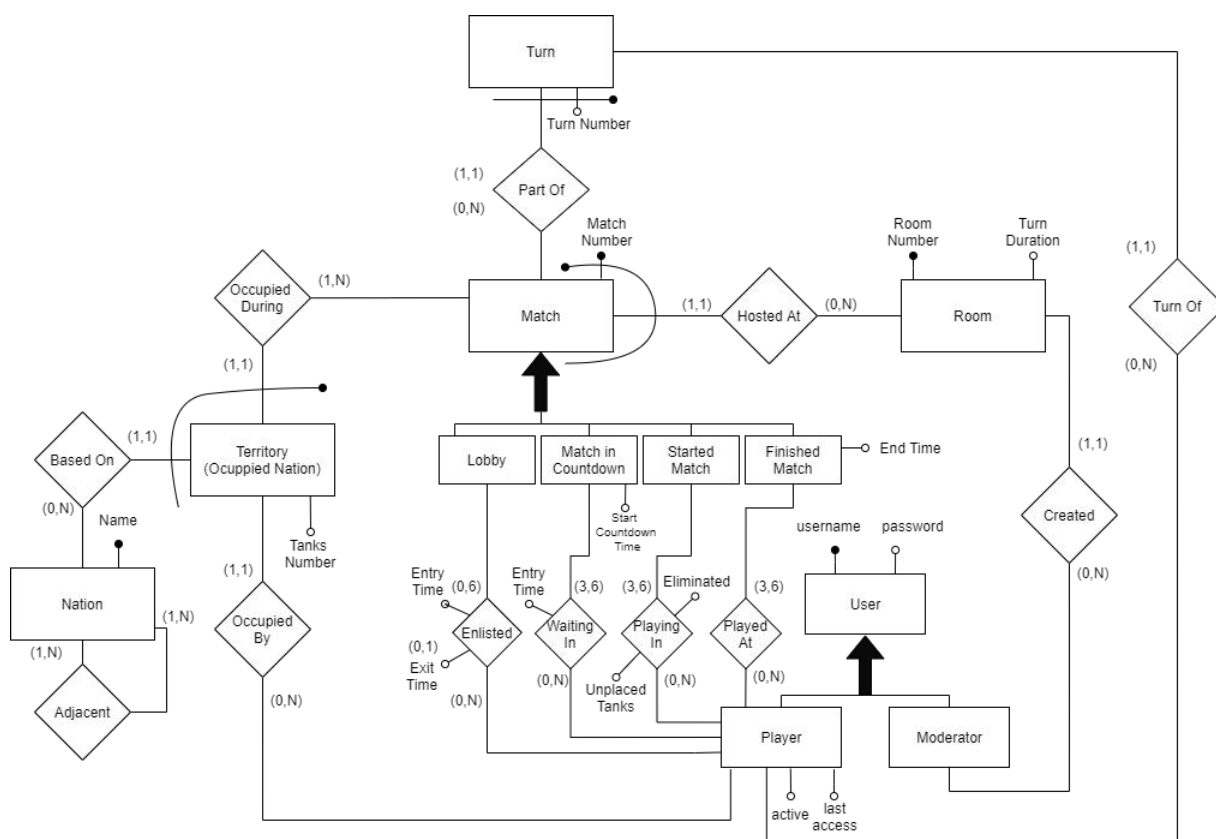 Turn
Turn Number
(1,1)
Part Of
(0,N)
Match
Number
Room
Number
Turn
Duration
(1,1)
Occupied
During
(1,N)
Match
(1,1)
Hosted At
(0,N)
Room
Turn Of
(0,N)
(1,1)
(1,1)
Based On
Territory
(Ocuppied Nation)
Lobby
Match in
Countdown
Started
Match
Finished
Match
End Time
(1,1)
(0,N)
Name
Tanks
Number
Start
Countdown
Time
username
password
Created
(1,1)
Entry
Time
(0,6)
Entry
Time
(3,6)
(3,6)
Eliminated
(3,6)
(0,N)
Nation
(1,N)
User
Occupied
By
Enlisted
Waiting
In
Playing
In
Played
At
(1,N)
(0,1)
Exit
Time
(0,N)
(0,N)
(0,N)
(0,N)
Unplaced
Tanks
(0,N)
Adjacent
Player
Moderator
active
last
access